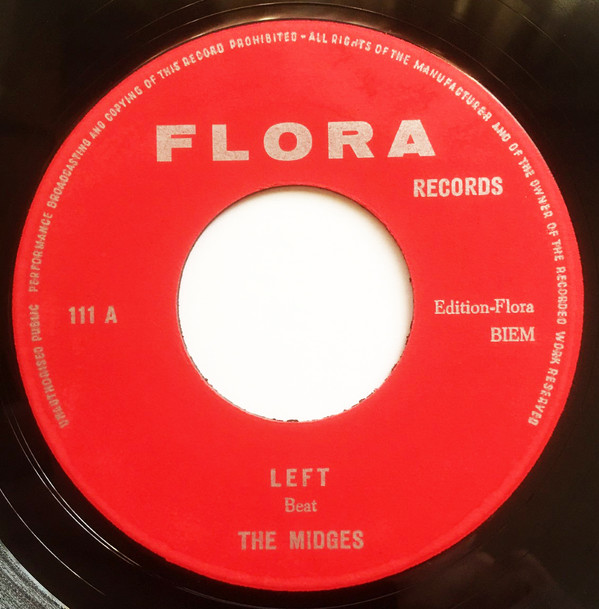 UNAUTHORISED PUBLIC PERFORMANCE BROADCASTING AND COPYING OF THIS RECORD PROHIBITED - ALL RIGHTS OF THE MANUFACTURER AND OF THE OWNER OF THE RECORDED WORK RESERVED
FLORA
RECORDS
111 A
Edition-Flora
BIEM
LEFT
Beat
THE MIDGES